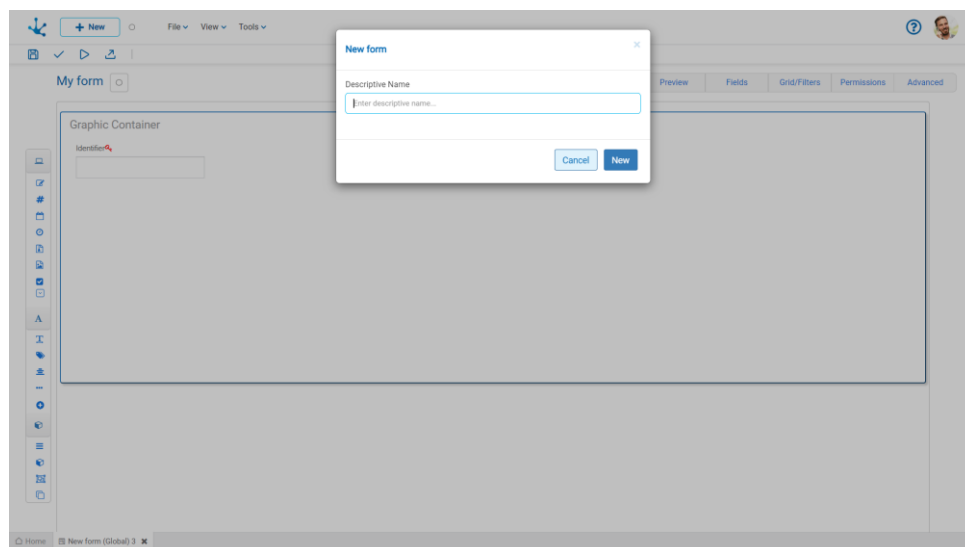 + New
File View Tools
New form
×
My form
Preview Fields Grid/Filters Permissions Advanced
Descriptive Name
Enter descriptive name...
Graphic Container
Identifier
Cancel New
Home New form (Global) 3 ×